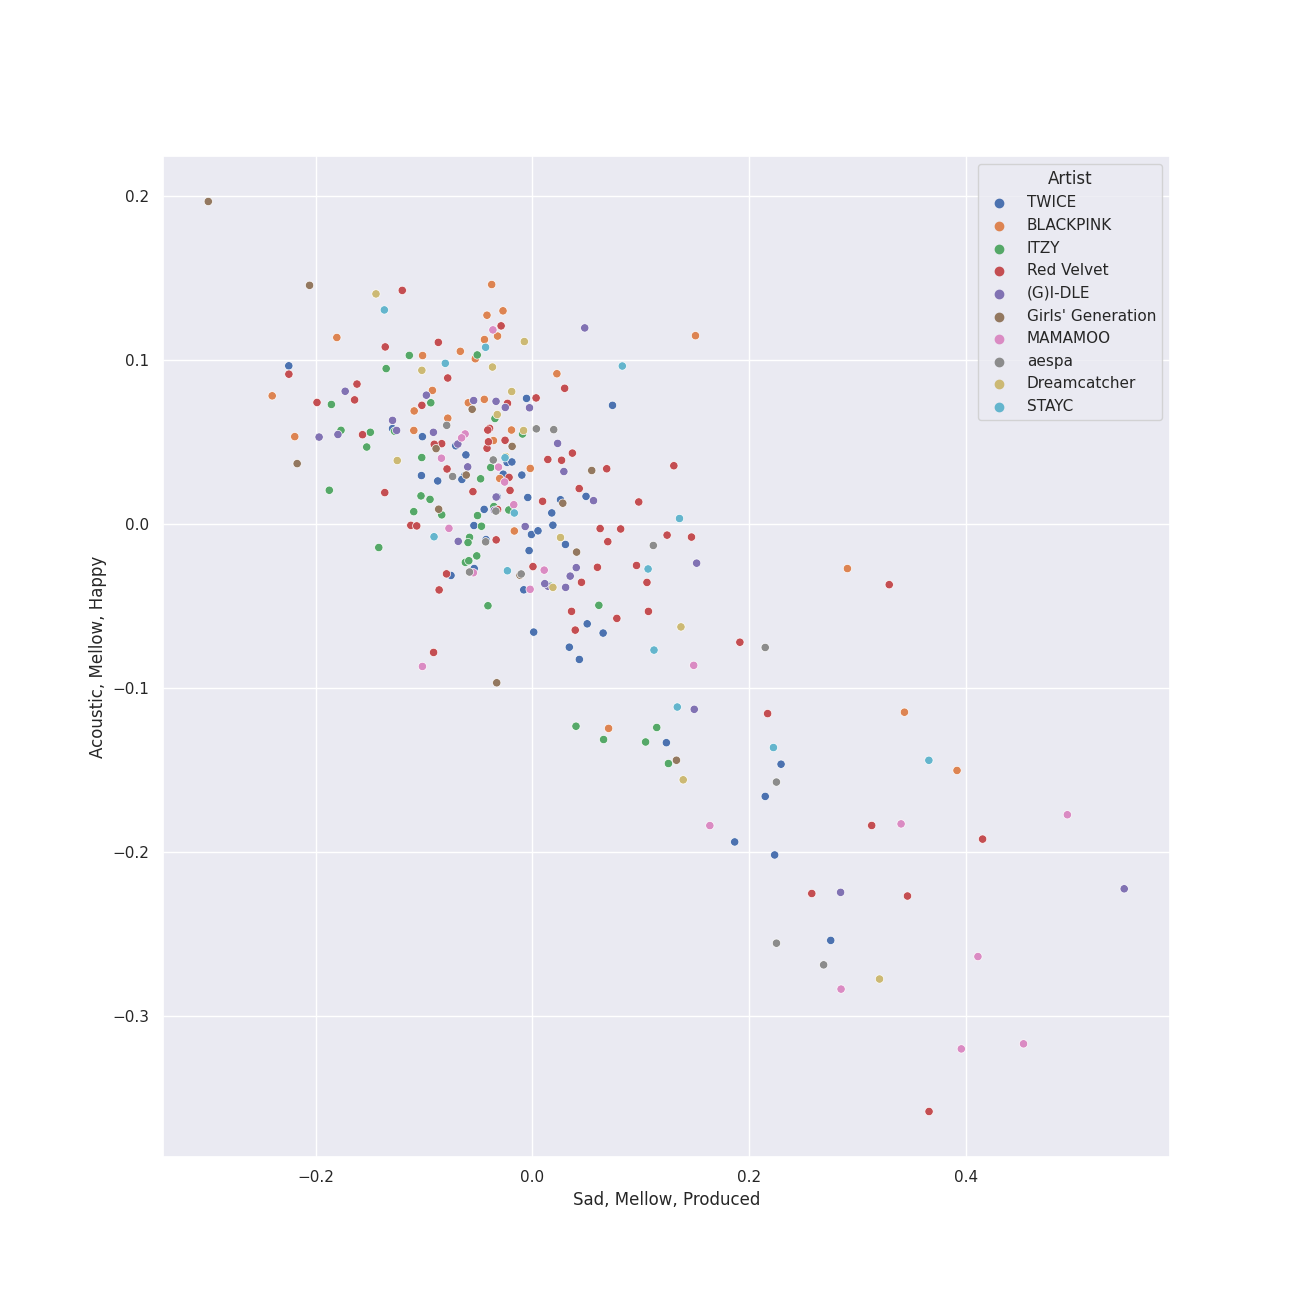 Artist
TWICE
BLACKPINK
ITZY
Red Velvet
(G)I-DLE
Girls' Generation
MAMAMOO
aespa
Dreamcatcher
STAYC
0.2
0.1
0.0
−0.1
−0.2
−0.3
Acoustic, Mellow, Happy
−0.2
0.0
0.2
0.4
Sad, Mellow, Produced